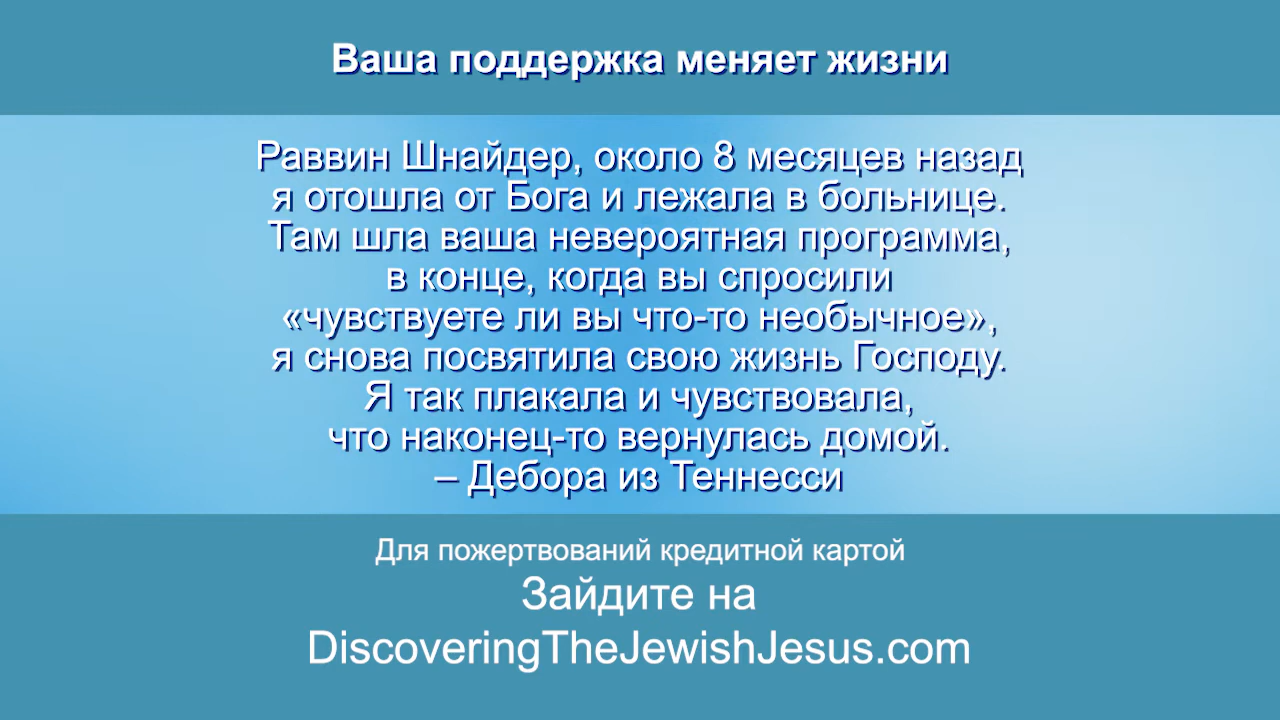 Ваша поддержка меняет жизни
Раввин Шнайдер, около 8 месяцев назад
я отошла от Бога и лежала в больнице.
Там шла ваша невероятная программа,
в конце, когда вы спросили
«чувствуете ли вы что-то необычное»,
я снова посвятила свою жизнь Господу.
Я так плакала и чувствовала,
что наконец-то вернулась домой.
– Дебора из Теннесси
Для пожертвований кредитной картой
Зайдите на
DiscoveringTheJewishJesus.com